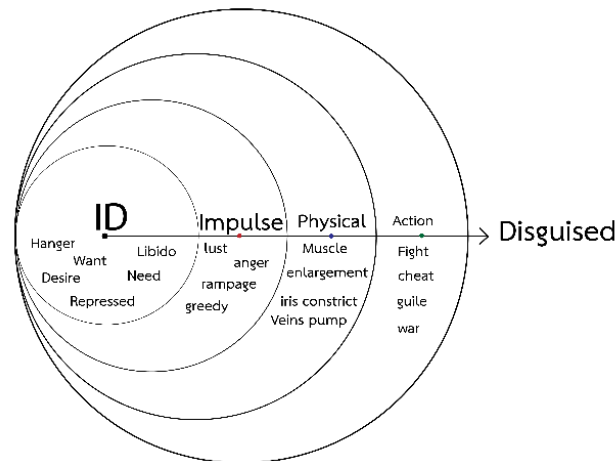 ID
Hanger
Want
Libido
Desire
Need
Repressed
Impulse
lust
anger
rampage
greedy
Physical
Muscle
enlargement
iris constrict
Veins pump
Action
Fight
cheat
guile
war
Disguised